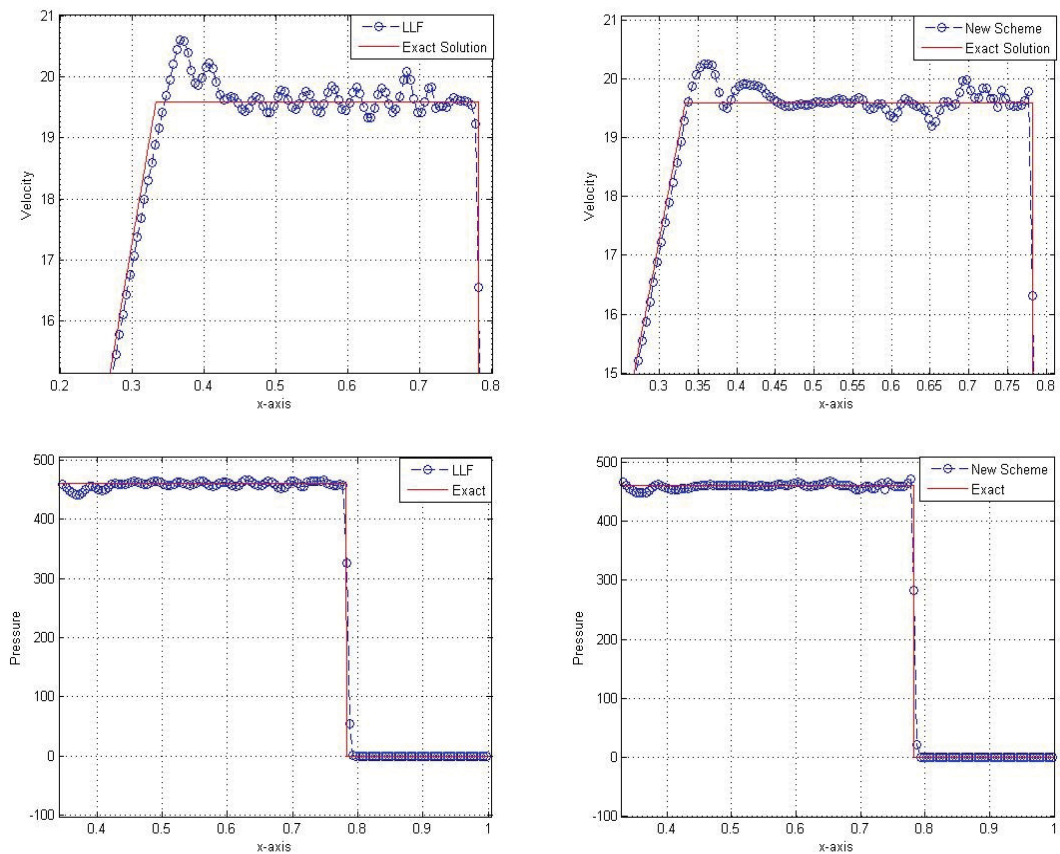 21
20
19
18
17
16
Velocity
0.2 0.3 0.4 0.5 0.6 0.7 0.8
x-axis
LLF
Exact Solution
21
20
19
18
17
16
15
Velocity
0.3 0.35 0.4 0.45 0.5 0.55 0.6 0.65 0.7 0.75 0.8
x-axis
New Scheme
Exact Solution
500
400
300
200
100
0
-100
Pressure
0.4 0.5 0.6 0.7 0.8 0.9 1
x-axis
LLF
Exact
500
400
300
200
100
0
-100
Pressure
0.4 0.5 0.6 0.7 0.8 0.9 1
x-axis
New Scheme
Exact